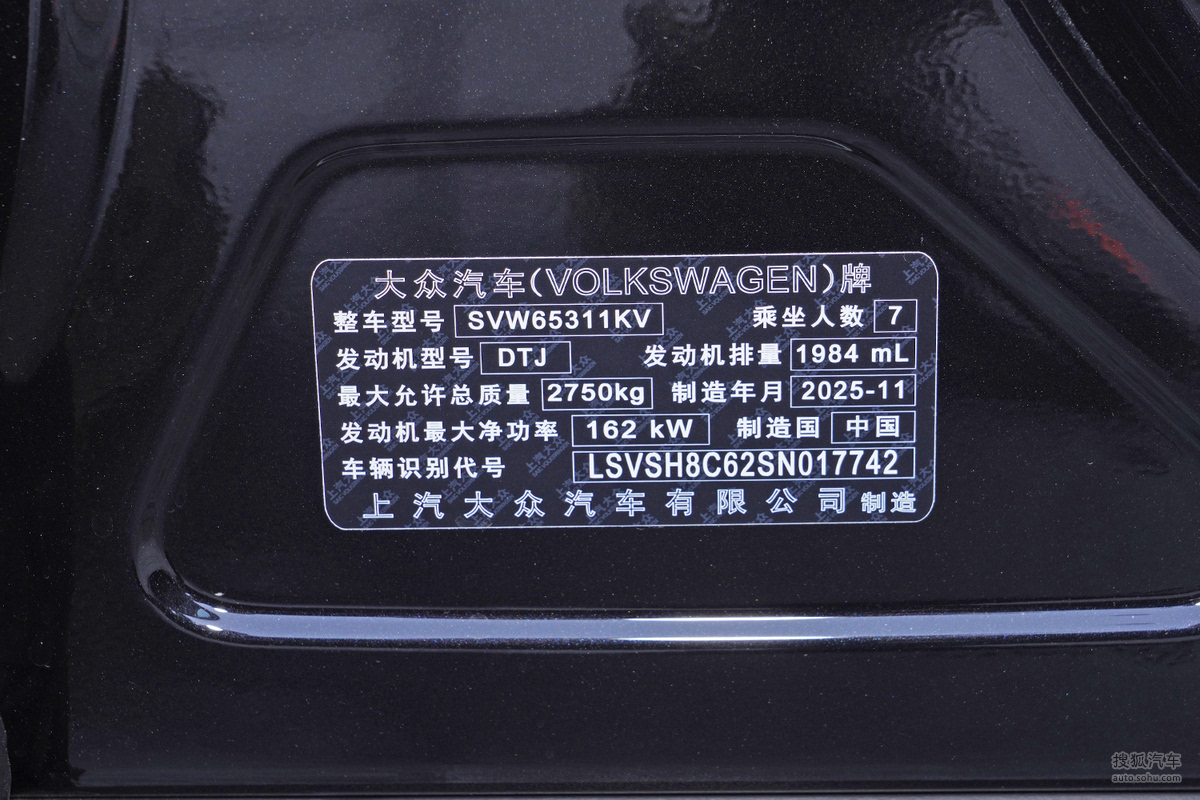 大众汽车(VOLKSWAGEN)牌
整车型号 SVW65311KV 乘坐人数 7
发动机型号 DTJ 发动机排量 1984 mL
最大允许总质量 2750kg 制造年月 2025-11
发动机最大净功率 162 kW 制造国 中国
车辆识别代号 LSVSH8C62SN017742
上汽大众汽车有限公司 制造
搜狐汽车
auto.sohu.com